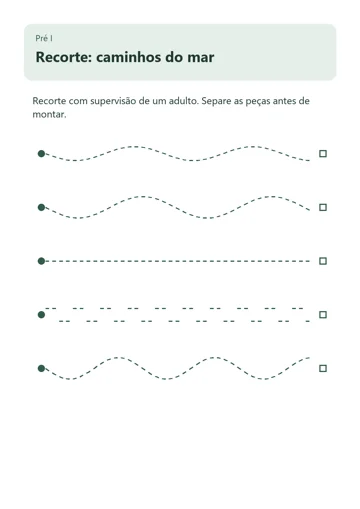 Pré I
Recorte: caminhos do mar
Recorte com supervisão de um adulto. Separe as peças antes de
montar.